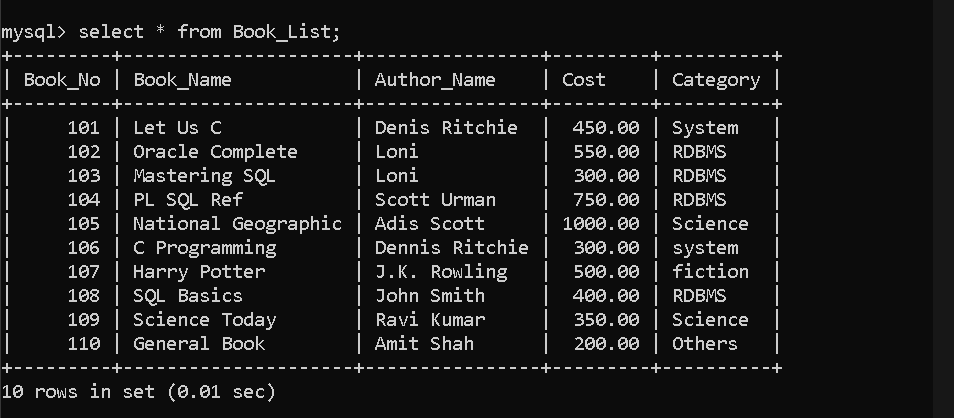 mysql> select * from Book_List;
+---------+----------------------+----------------+---------+----------+
| Book_No | Book_Name            | Author_Name    | Cost    | Category |
+---------+----------------------+----------------+---------+----------+
|     101 | Let Us C             | Denis Ritchie  |  450.00 | System   |
|     102 | Oracle Complete      | Loni           |  550.00 | RDBMS    |
|     103 | Mastering SQL        | Loni           |  300.00 | RDBMS    |
|     104 | PL SQL Ref           | Scott Urman    |  750.00 | RDBMS    |
|     105 | National Geographic | Adis Scott     | 1000.00 | Science  |
|     106 | C Programming        | Dennis Ritchie |  300.00 | system   |
|     107 | Harry Potter         | J.K. Rowling   |  500.00 | fiction  |
|     108 | SQL Basics           | John Smith     |  400.00 | RDBMS    |
|     109 | Science Today        | Ravi Kumar     |  350.00 | Science  |
|     110 | General Book         | Amit Shah      |  200.00 | Others   |
+---------+----------------------+----------------+---------+----------+
10 rows in set (0.01 sec)